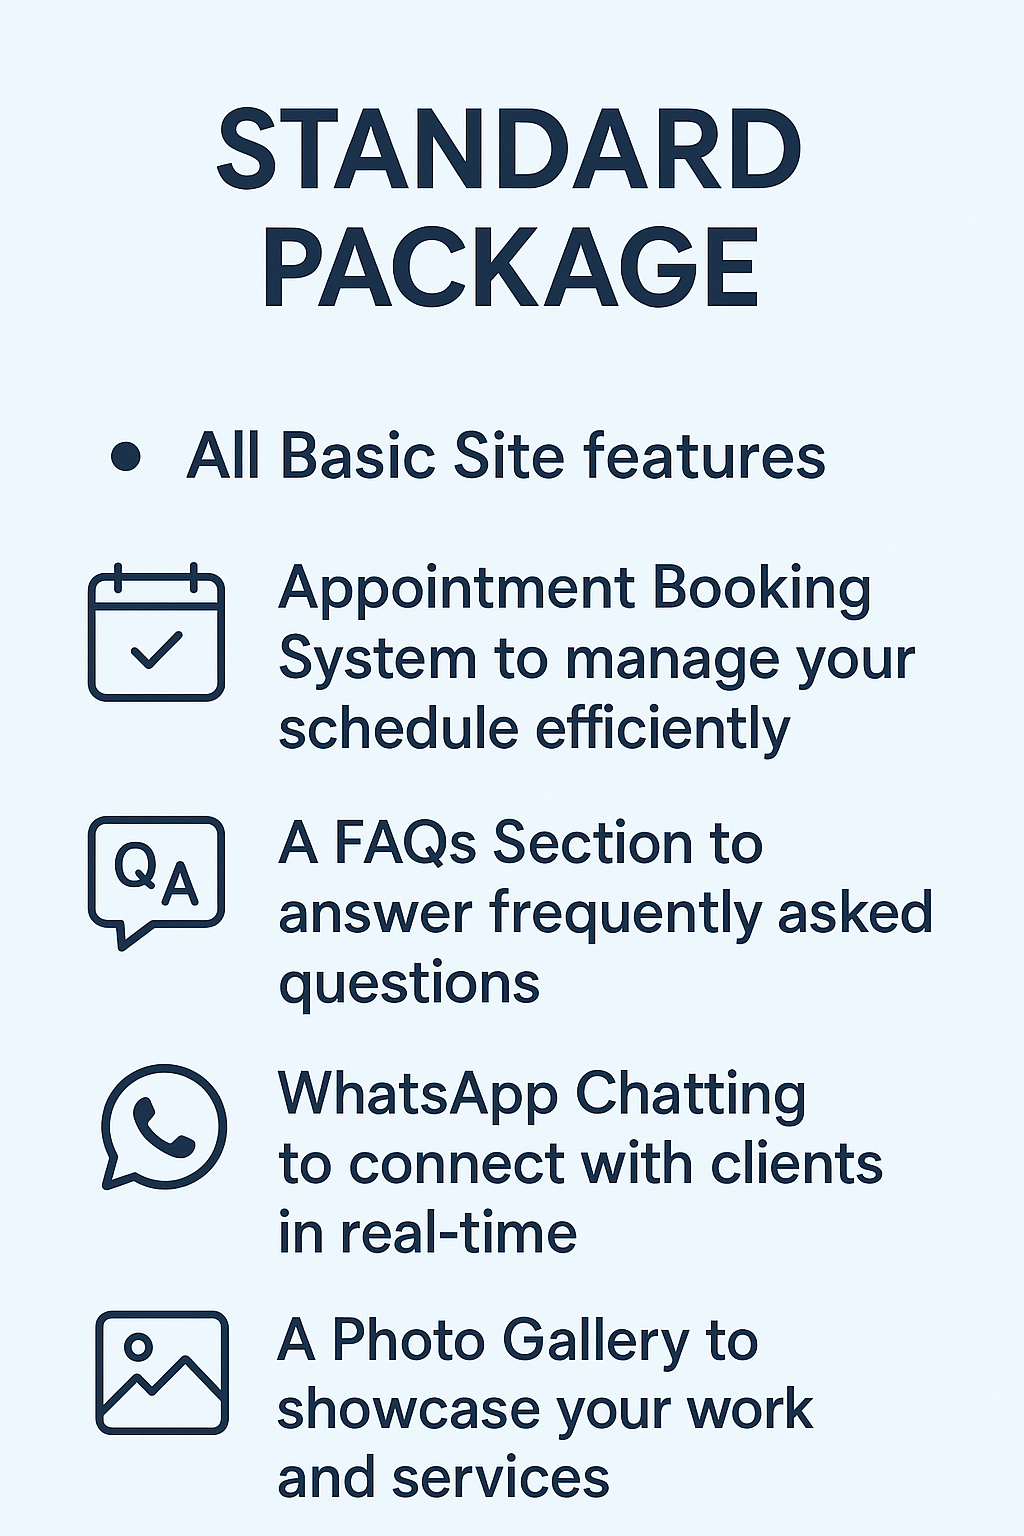 STANDARD
PACKAGE
• All Basic Site features
Appointment Booking
System to manage your
schedule efficiently
QA
A FAQs Section to
answer frequently asked
questions
WhatsApp Chatting
to connect with clients
in real-time
A Photo Gallery to
showcase your work
and services